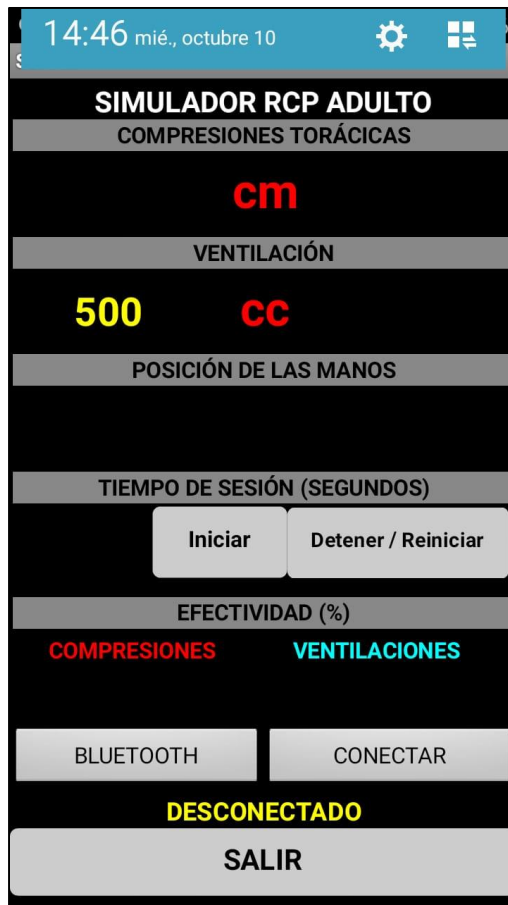 14:46 mié., octubre 10
SIMULADOR RCP ADULTO
COMPRESIONES TORÁCICAS
cm
VENTILACIÓN
500 cc
POSICIÓN DE LAS MANOS
TIEMPO DE SESIÓN (SEGUNDOS)
Iniciar Detener / Reiniciar
EFECTIVIDAD (%)
COMPRESIONES VENTILACIONES
BLUETOOTH CONECTAR
DESCONECTADO
SALIR